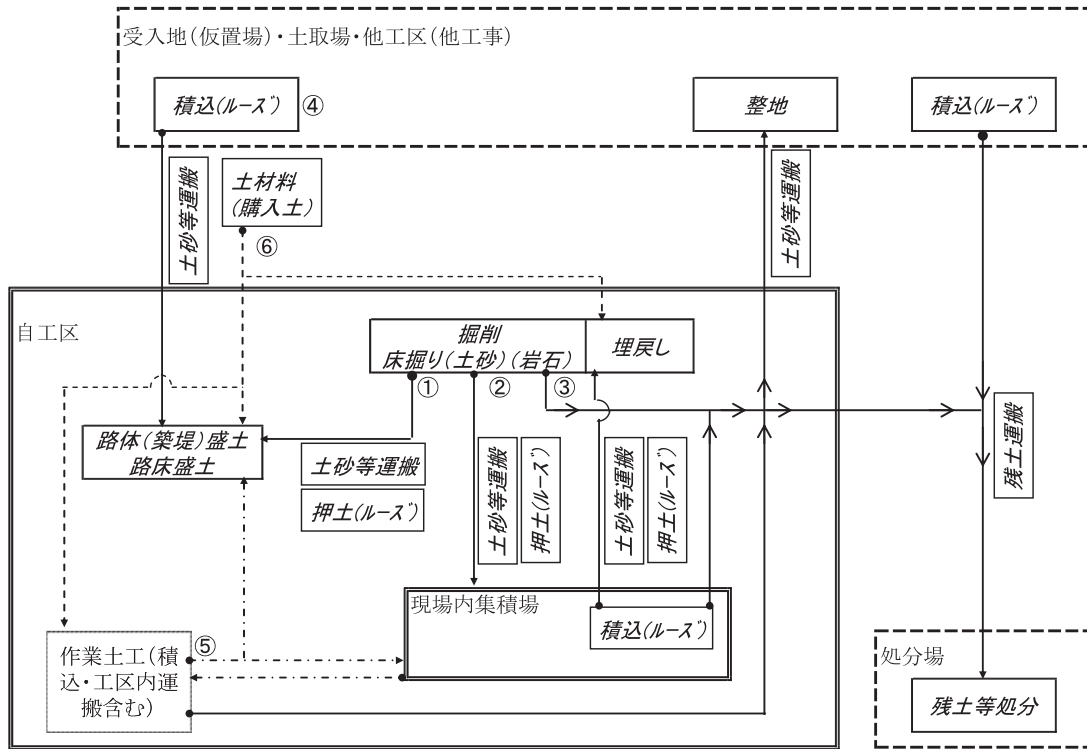 受入地(仮置場)・土取場・他工区(他工事)
積込(ルーズ)
④
整地
積込(ルーズ)
土砂等運搬
土材料
(購入土)
⑥
土砂等運搬
自工区
掘削
床掘り(土砂)(岩石)
埋戻し
①
②
③
路体(築堤)盛土
路床盛土
土砂等運搬
押土(ルーズ)
土砂等運搬
押土(ルーズ)
土砂等運搬
押土(ルーズ)
残土運搬
現場内集積場
積込(ルーズ)
⑤
作業土工(積
込・工区内運
搬含む)
処分場
残土等処分